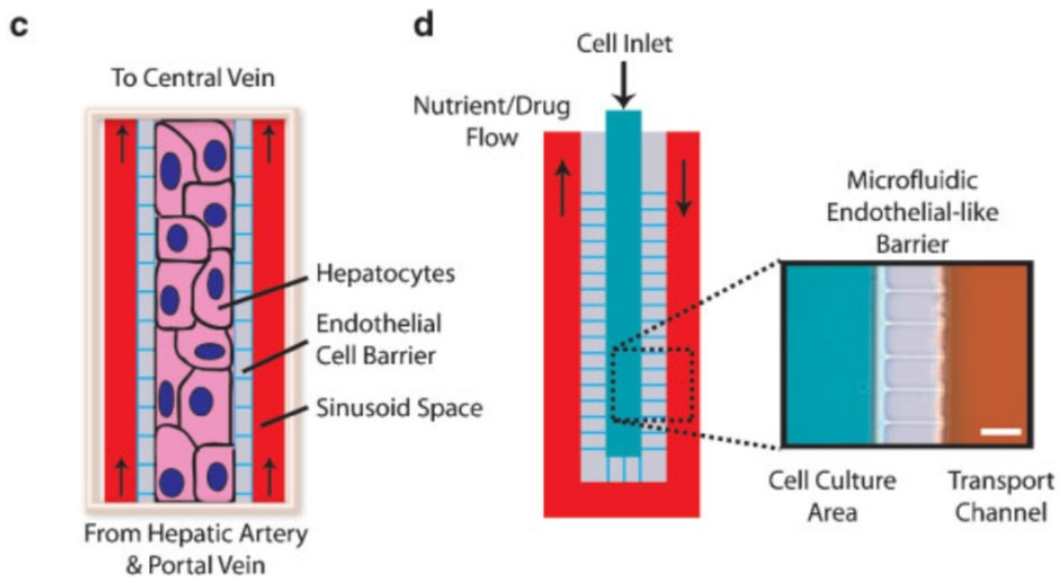 c
To Central Vein
Hepatocytes
Endothelial
Cell Barrier
Sinusoid Space
From Hepatic Artery
& Portal Vein
d
Cell Inlet
Nutrient/Drug
Flow
Microfluidic
Endothelial-like
Barrier
Cell Culture
Area
Transport
Channel